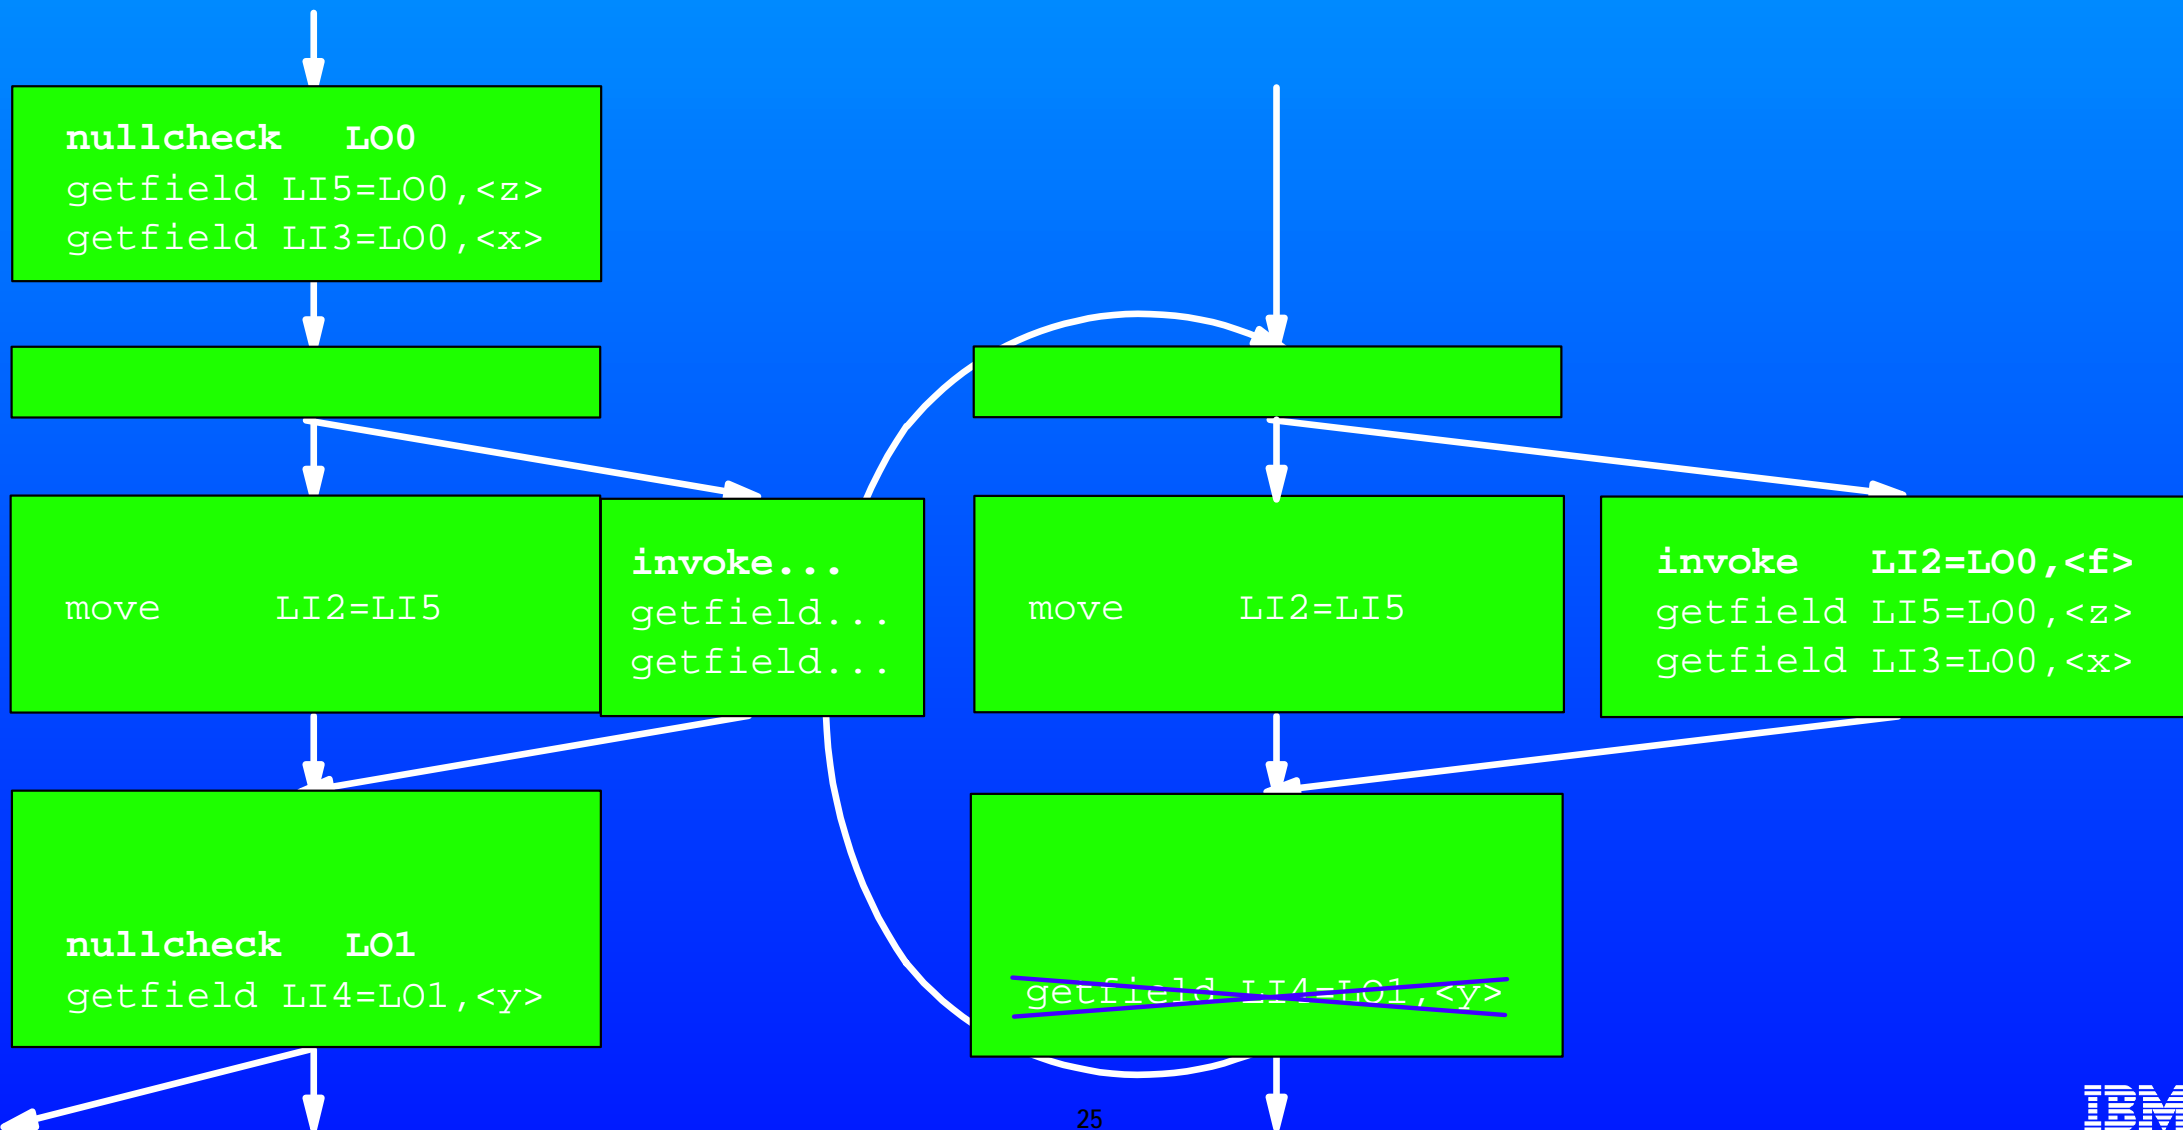 nullcheck   LO0
getfield LI5=LO0,<z>
getfield LI3=LO0,<x>
move     LI2=LI5
invoke...
getfield...
getfield...
nullcheck   LO1
getfield LI4=LO1,<y>
move     LI2=LI5
invoke   LI2=LO0,<f>
getfield LI5=LO0,<z>
getfield LI3=LO0,<x>
getfield LI4=LO1,<y>
25
IBM